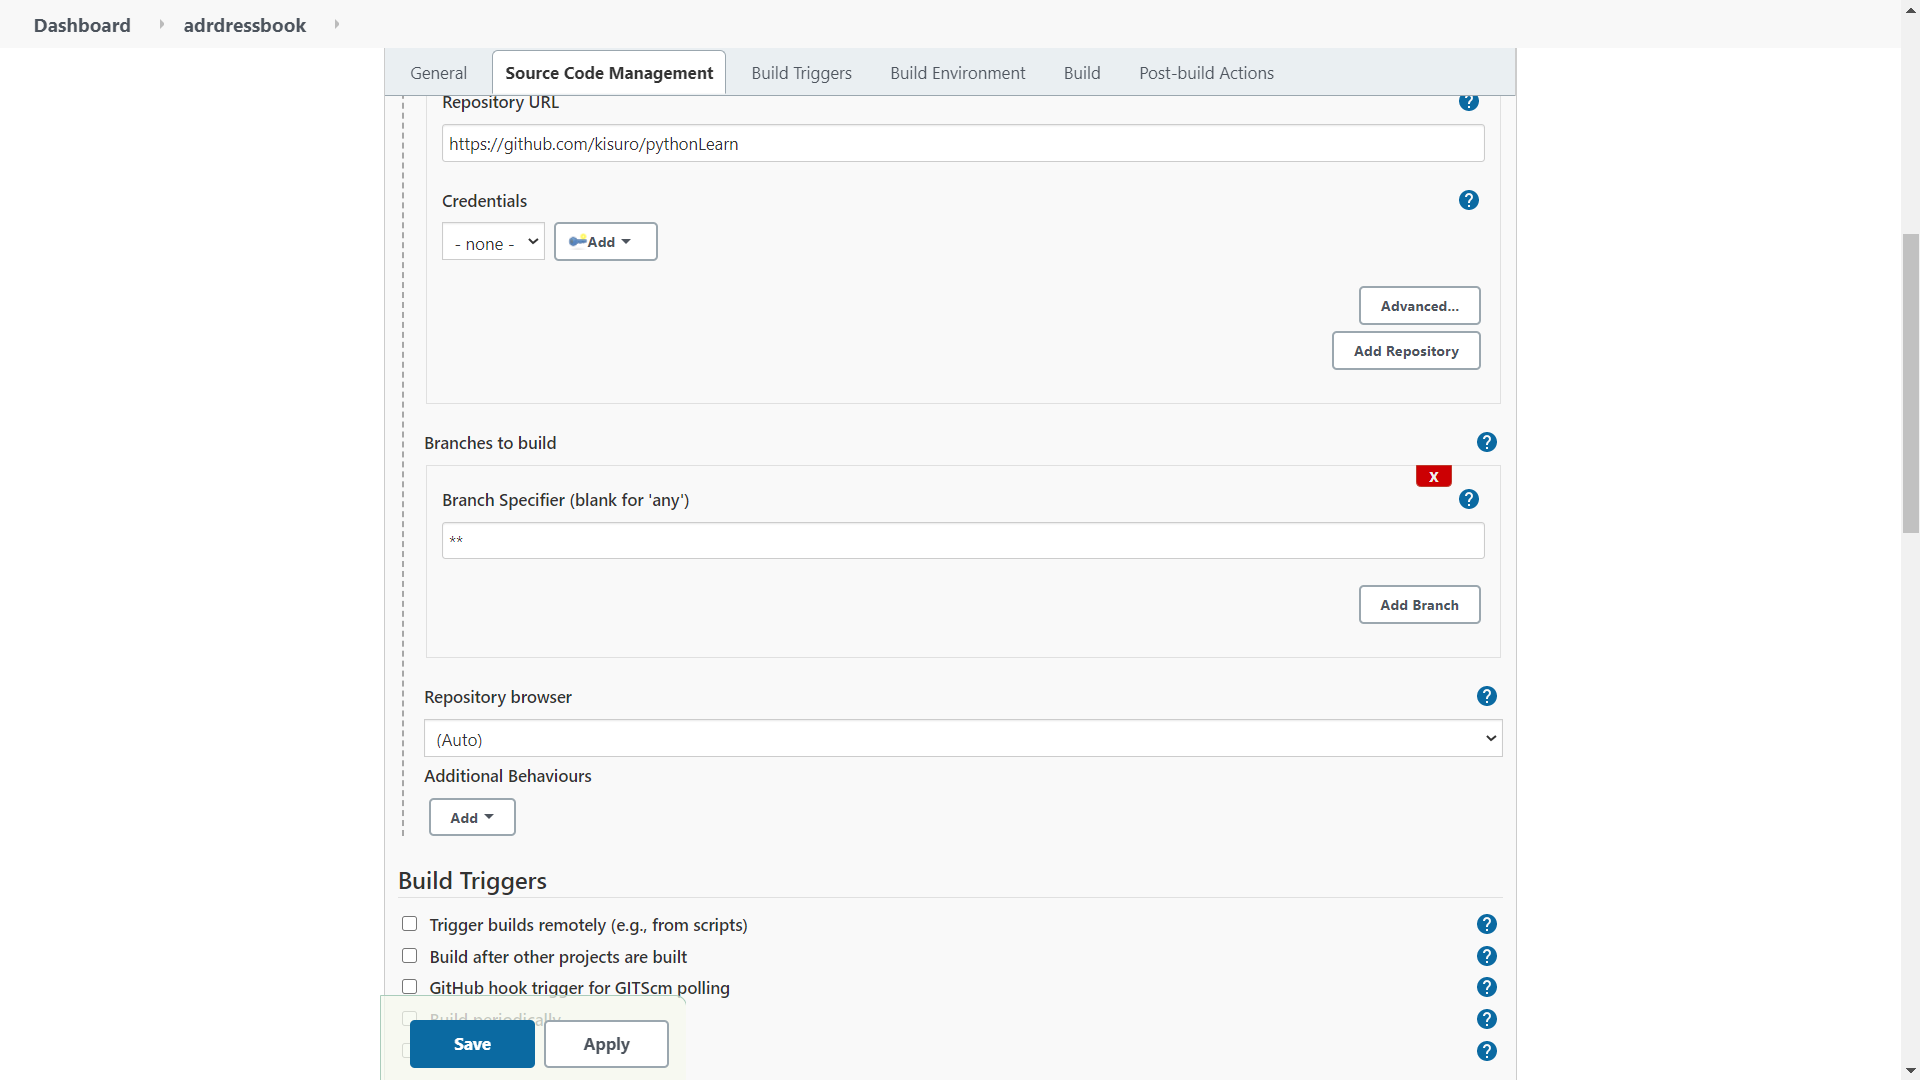 Dashboard
adrdressbook
General
Source Code Management
Build Triggers
Build Environment
Build
Post-build Actions
Repository URL
?
https://github.com/kisuro/pythonLearn
Credentials
?
- none -
Add
Advanced...
Add Repository
Branches to build
?
X
Branch Specifier (blank for 'any')
?
**
Add Branch
Repository browser
?
(Auto)
Additional Behaviours
Add
Build Triggers
Trigger builds remotely (e.g., from scripts)
?
Build after other projects are built
?
GitHub hook trigger for GITScm polling
?
Build periodically
?
Save
Apply
?